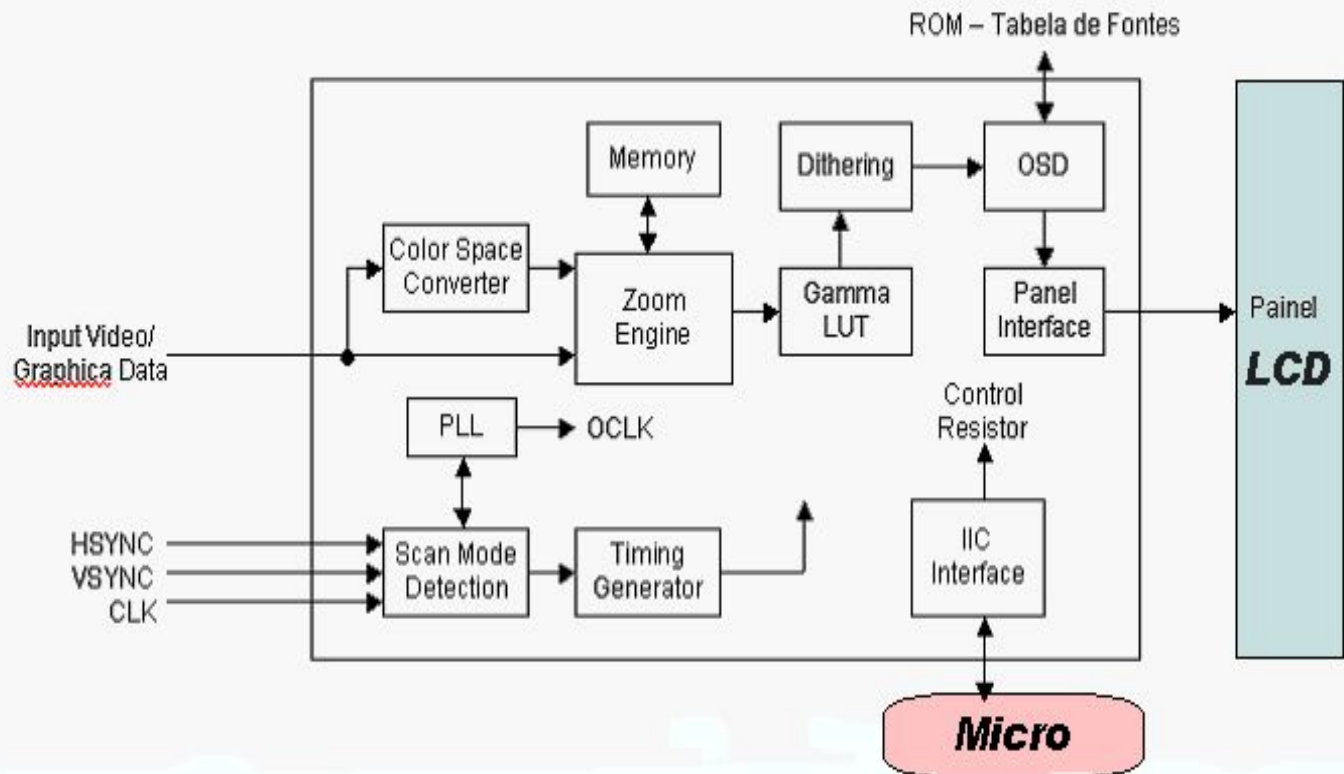 ROM – Tabela de Fontes
Memory
Dithering
OSD
Color Space
Converter
Zoom
Engine
Gamma
LUT
Panel
Interface
Painel
LCD
Input Video/
Graphica Data
PLL
OCLK
Control
Resistor
HSYNC
VSYNC
CLK
Scan Mode
Detection
Timing
Generator
IIC
Interface
Micro